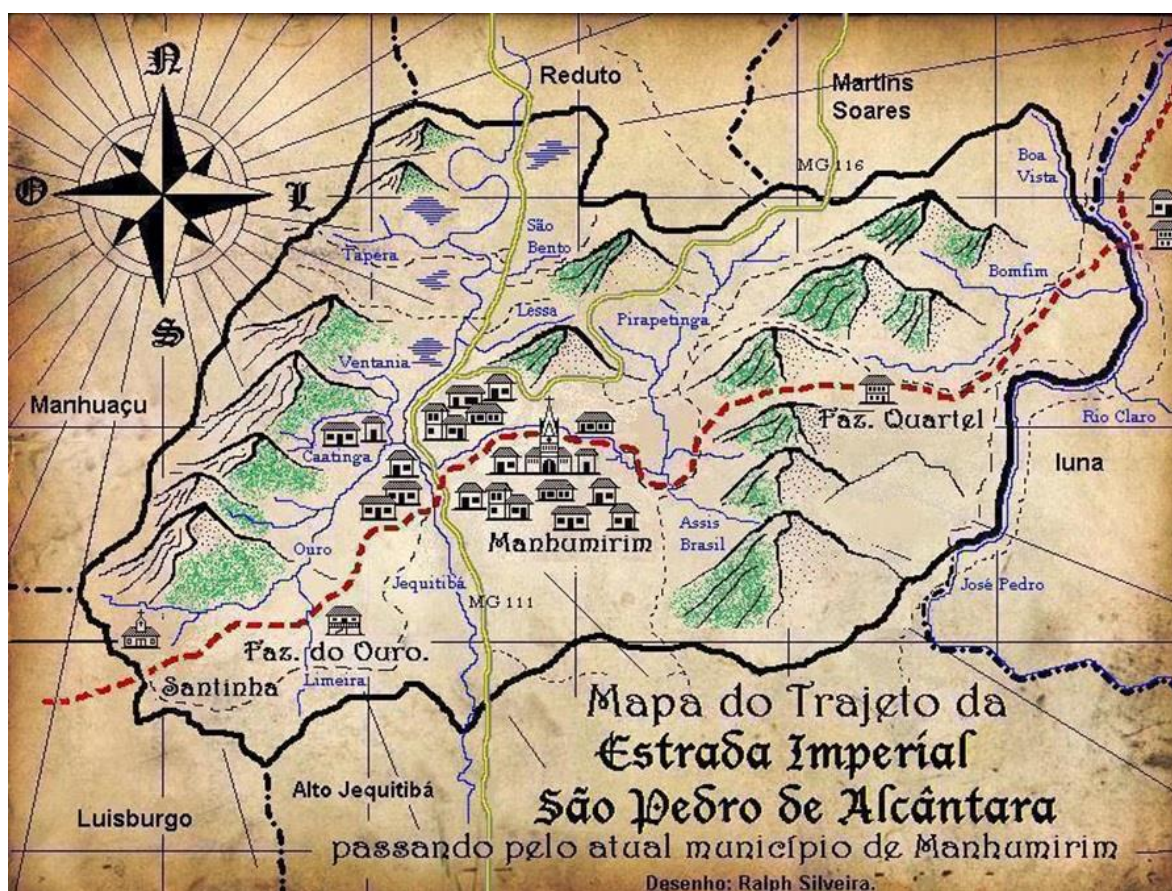 N
Reduto
Martins
Soares
MG 116
Boa
Vista
O
L
São
Bento
Tapera
Bomfim
S
Lessa
Pirapetinga
Ventania
Manhuaçu
Faz. Quartel
Rio Claro
Caatinga
Iuna
Assis
Brasil
Manhumirim
Ouro
Jequitibá
José Pedro
MG 111
Faz. do Ouro.
Santinha
Limeira
Mapa do Trajeto da
Estrada Imperial
Alto Jequitibá
São Pedro de Alcântara
Luisburgo
passando pelo atual município de Manhumirim
Desenho: Ralph Silveira.